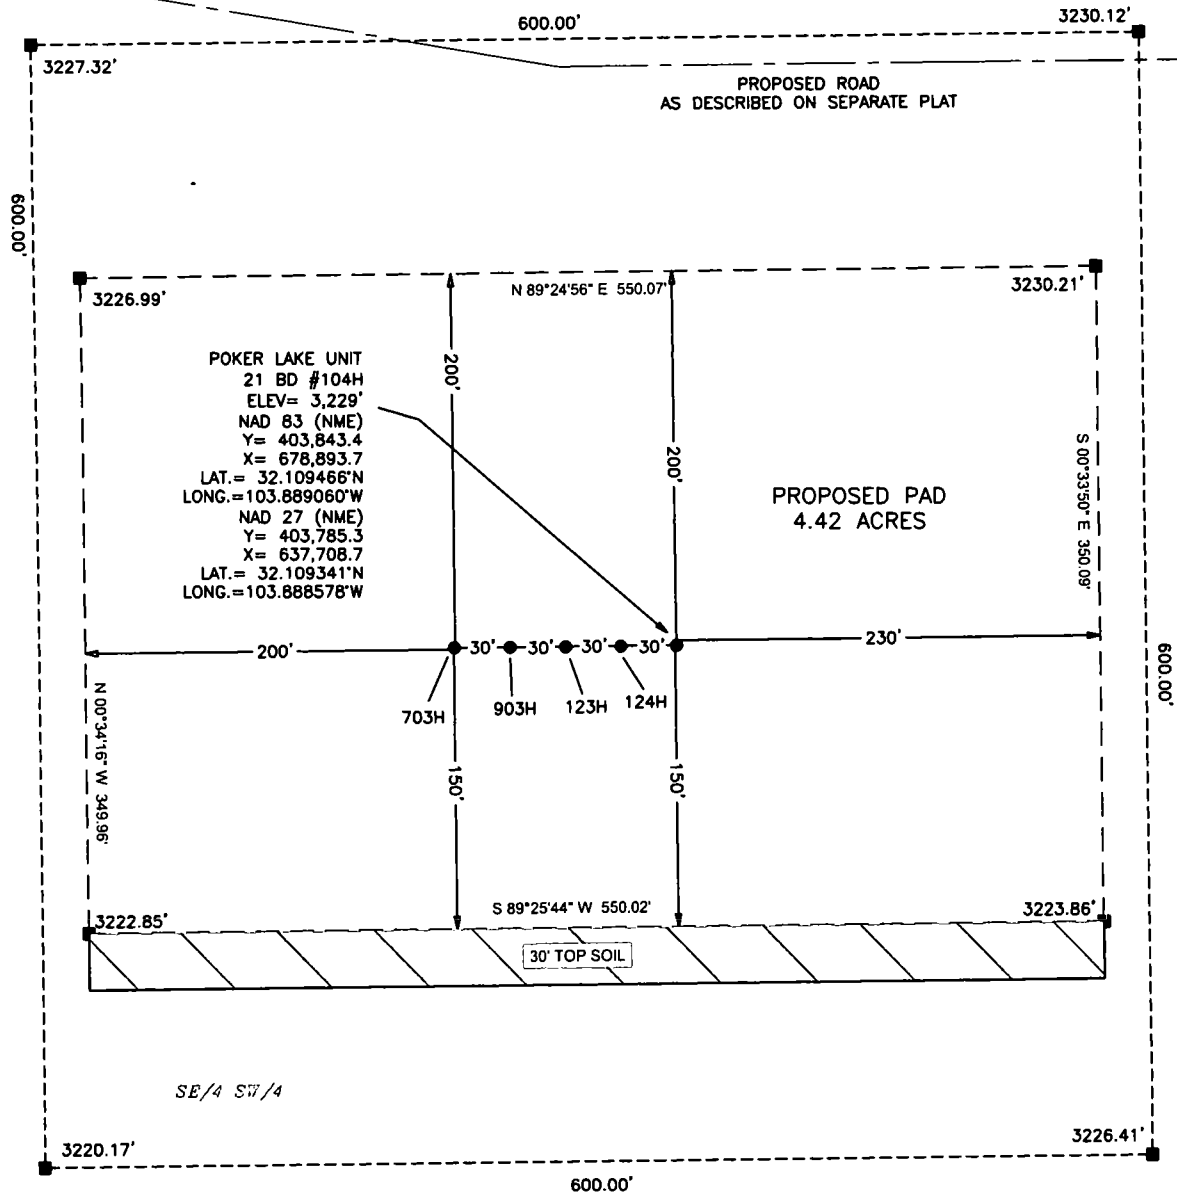 600.00'
3230.12'
3227.32'
PROPOSED ROAD
AS DESCRIBED ON SEPARATE PLAT
600.00'
3226.99'
N 89°24'56" E 550.07'
3230.21'
POKER LAKE UNIT
21 BD #104H
ELEV= 3,229'
NAD 83 (NME)
Y= 403,843.4
X= 678,893.7
LAT.= 32.109466°N
LONG.=103.889060°W
NAD 27 (NME)
Y= 403,785.3
X= 637,708.7
LAT.= 32.109341°N
LONG.=103.888578°W
200'
200'
PROPOSED PAD
4.42 ACRES
S 00°33'50" E 350.09'
200'
30'
30'
30'
30'
230'
703H
903H
123H
124H
600.00'
N 00°34'16" W 349.96'
150'
150'
3222.85'
S 89°25'44" W 550.02'
3223.86'
30' TOP SOIL
SE/4 SW/4
3220.17'
3226.41'
600.00'